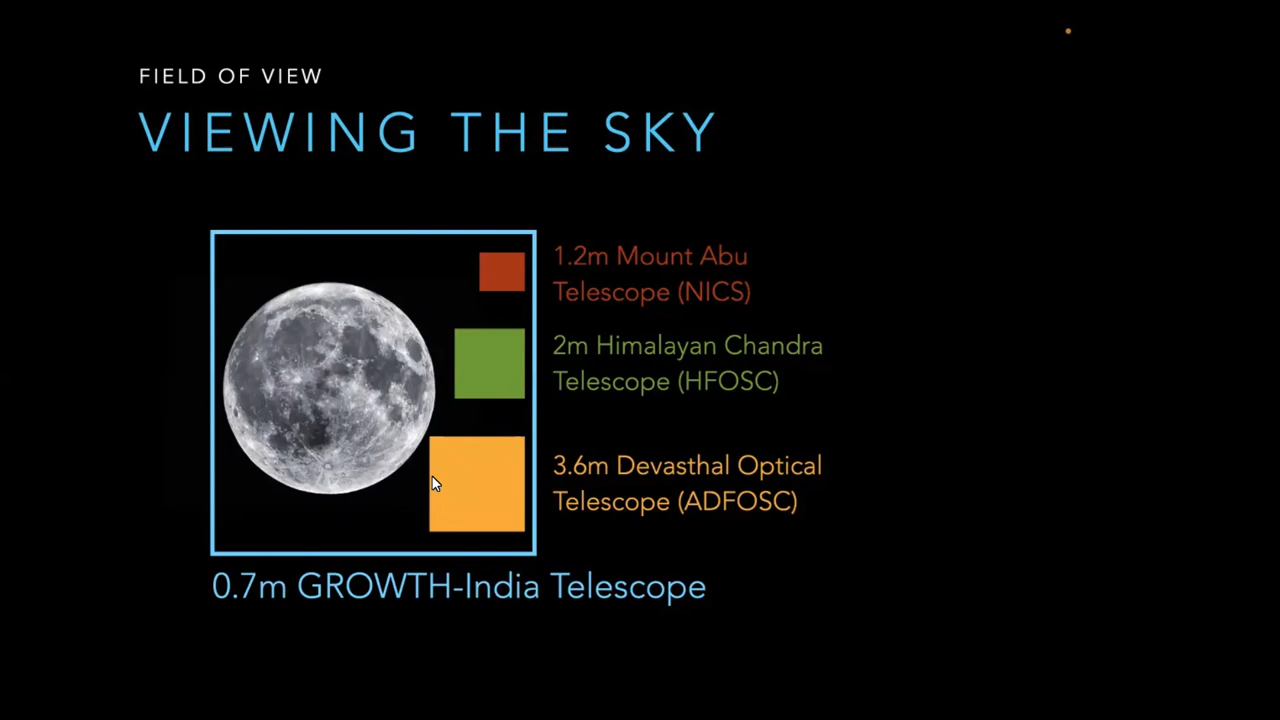 FIELD OF VIEW
VIEWING THE SKY
1.2m Mount Abu
Telescope (NICS)
2m Himalayan Chandra
Telescope (HFOSC)
3.6m Devasthal Optical
Telescope (ADFOSC)
0.7m GROWTH-India Telescope